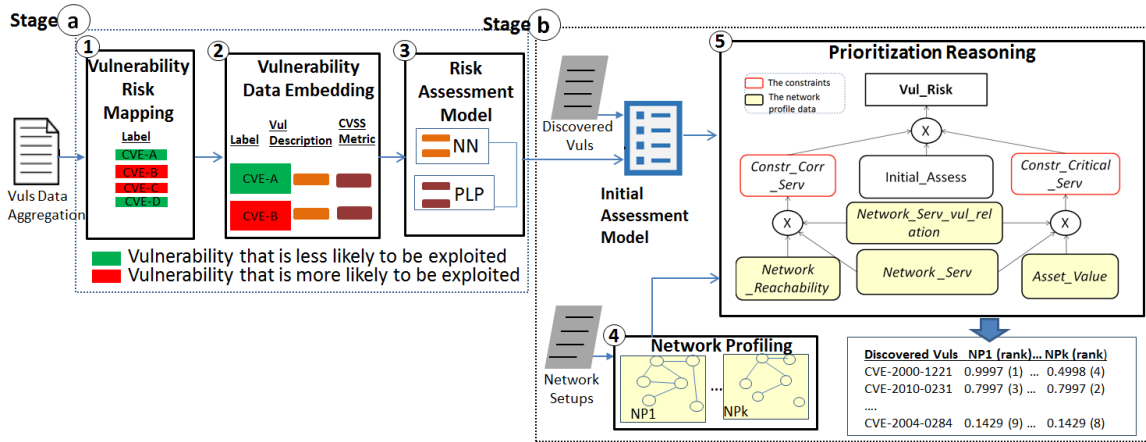 Stage a
1
Vulnerability
Risk
Mapping
Label
CVE-A
CVE-B
CVE-C
CVE-D
Vuls Data
Aggregation
2
Vulnerability
Data Embedding
Label
Vul
Description
CVSS
Metric
CVE-A
CVE-B
3
Risk
Assessment
Model
NN
PLP
Vulnerability that is less likely to be exploited
Vulnerability that is more likely to be exploited
Stage b
Discovered
Vuls
Initial
Assessment
Model
Network
Setups
4
Network Profiling
NP1
...
NPk
5
Prioritization Reasoning
The constraints
The network
profile data
Vul_Risk
X
Constr_Corr
_Serv
Initial_Assess
Constr_Critical
_Serv
X
Network_Serv_vul_rel
ation
X
Network
_Reachability
Network_Serv
Asset_Value
Discovered Vuls NP1 (rank)... NPk (rank)
CVE-2000-1221 0.9997 (1) ... 0.4998 (4)
CVE-2010-0231 0.7997 (3) ... 0.7997 (2)
....
CVE-2004-0284 0.1429 (9) ... 0.1429 (8)